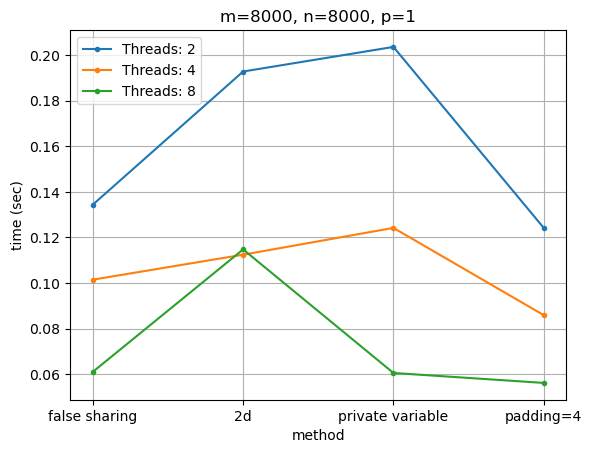 m=8000, n=8000, p=1
Threads: 2
Threads: 4
Threads: 8
time (sec)
0.20
0.18
0.16
0.14
0.12
0.10
0.08
0.06
false sharing 2d private variable padding=4
method